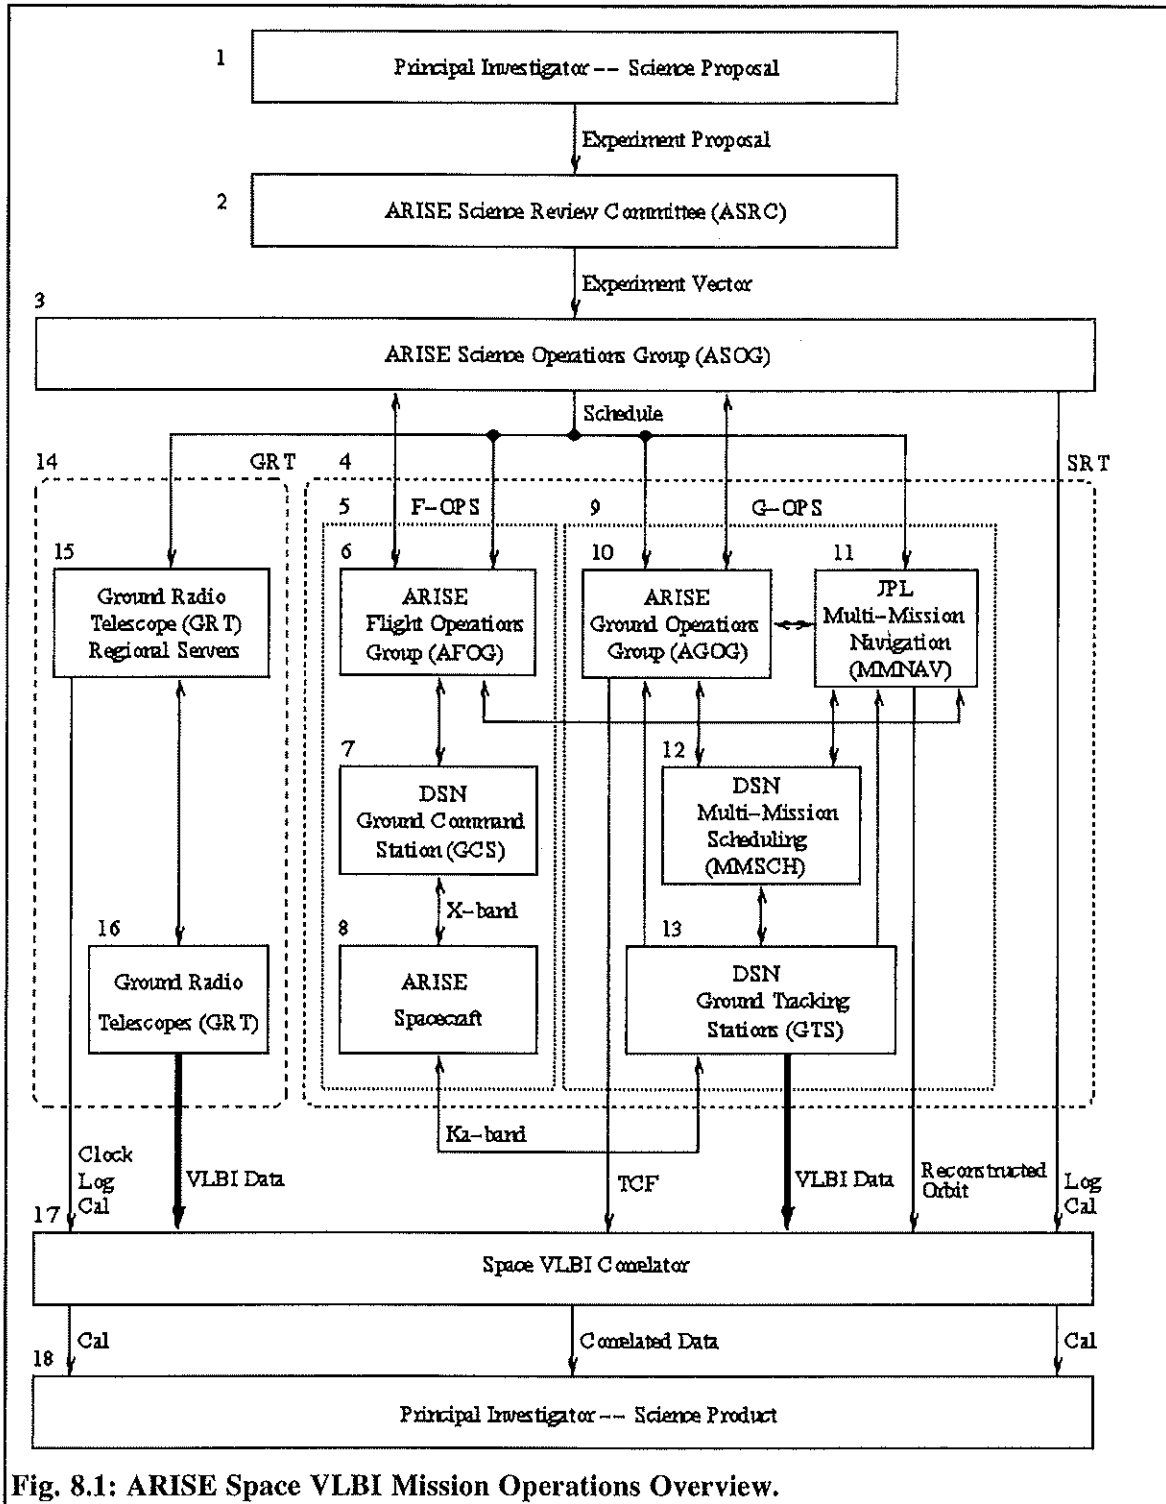 1
Principal Investigator –– Science Proposal
Experiment Proposal
2
ARISE Science Review Committee (ASRC)
Experiment Vector
3
ARISE Science Operations Group (ASOG)
Schedule
14
GRT
4
SRT
5
F–OPS
9
G–OPS
15
Ground Radio
Telescope (GRT)
Regional Servers
6
ARISE
Flight Operations
Group (AFOG)
10
ARISE
Ground Operations
Group (AGOG)
11
JPL
Multi–Mission
Navigation
(MMNAV)
7
DSN
Ground Command
Station (GCS)
12
DSN
Multi–Mission
Scheduling
(MMSCH)
X–band
16
Ground Radio
Telescopes (GRT)
8
ARISE
Spacecraft
13
DSN
Ground Tracking
Stations (GTS)
Ka–band
Clock
Log
Cal
VLBI Data
TCF
VLBI Data
Reconstructed
Orbit
Log
Cal
17
Space VLBI Correlator
Cal
Correlated Data
Cal
18
Principal Investigator –– Science Product
Fig. 8.1: ARISE Space VLBI Mission Operations Overview.